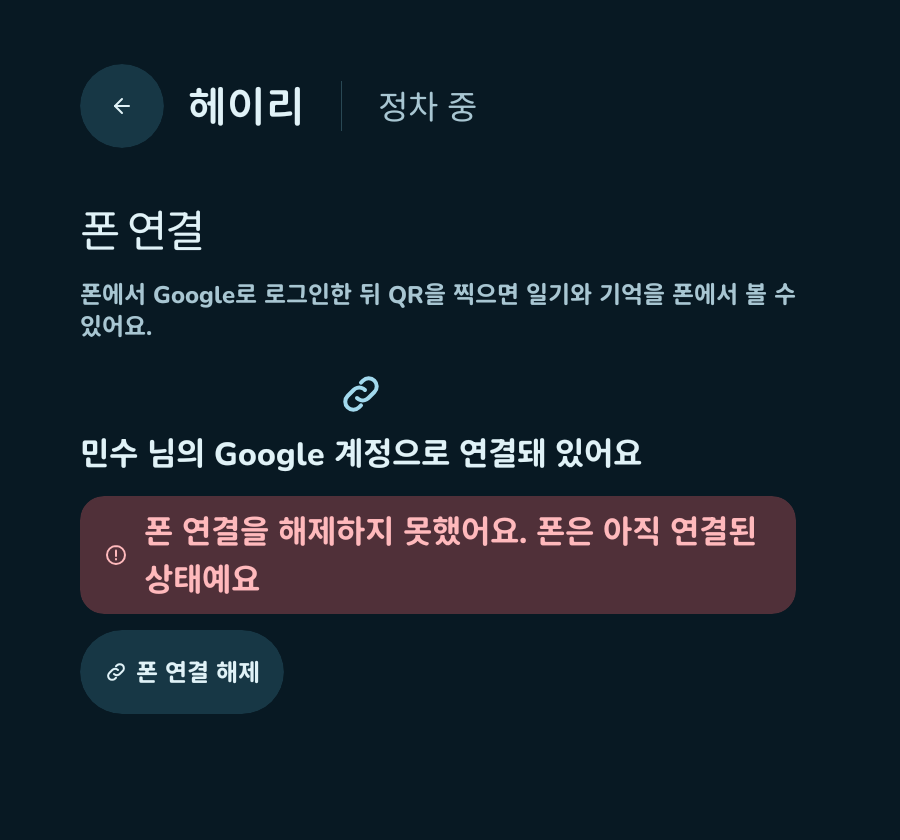 헤이리
정차 중
폰 연결
폰에서 Google로 로그인한 뒤 QR을 찍으면 일기와 기억을 폰에서 볼 수
있어요.
민수 님의 Google 계정으로 연결돼 있어요
폰 연결을 해제하지 못했어요. 폰은 아직 연결된
상태예요
폰 연결 해제